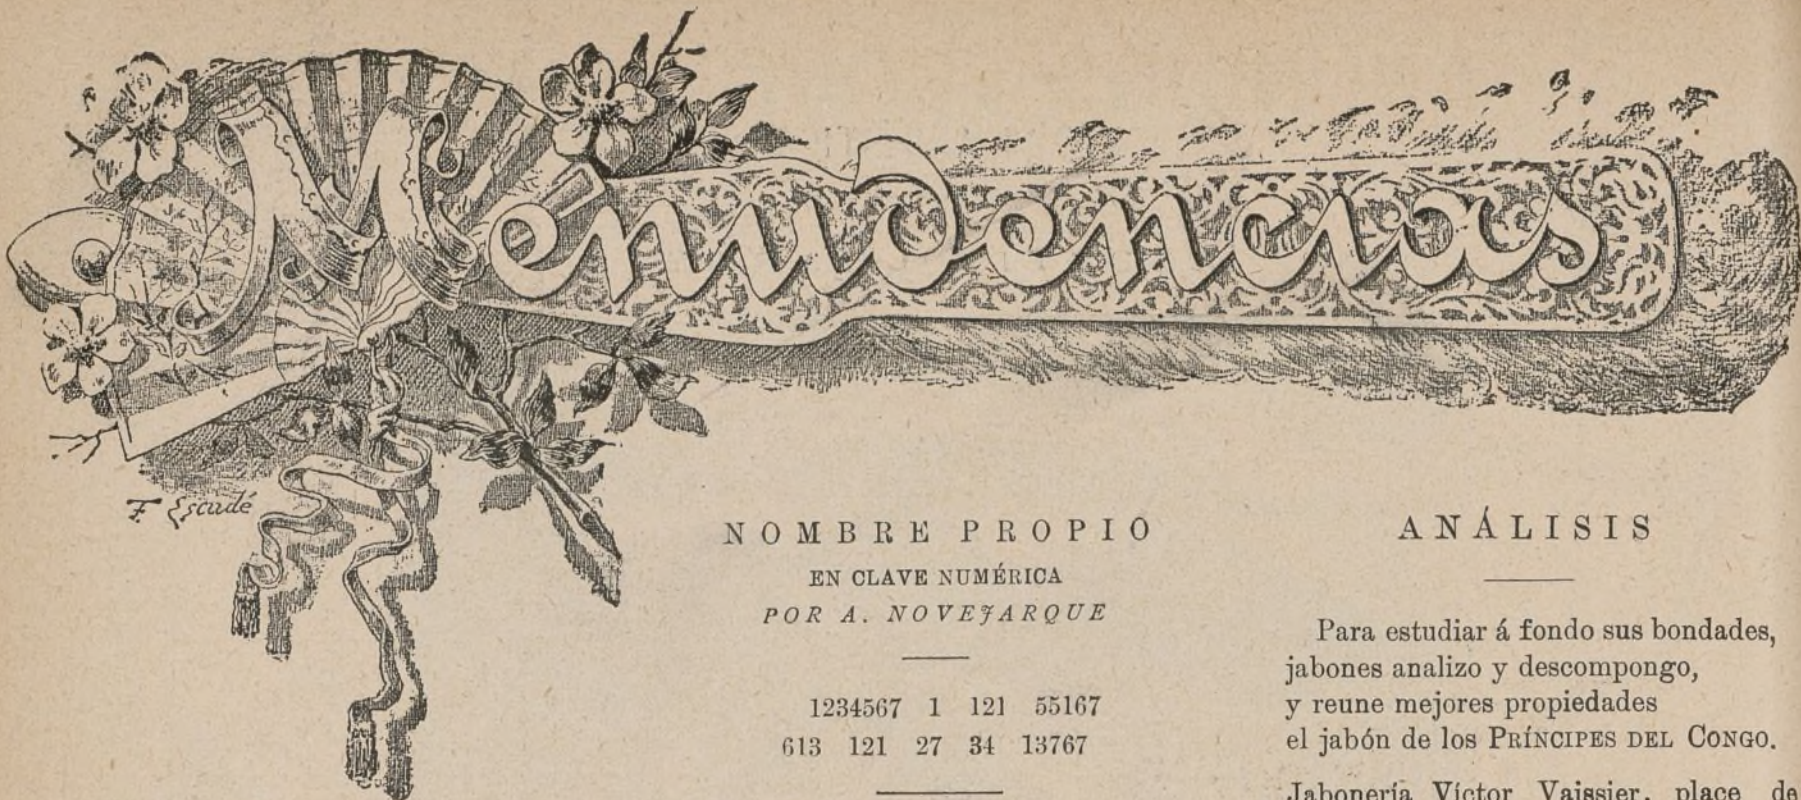 Menudencias
F. Escudé
NOMBRE PROPIO
EN CLAVE NUMÉRICA
POR A. NOVEJARQUE
1234567 1 121 55167
613 121 27 34 13767
ANÁLISIS
Para estudiar á fondo sus bondades,
jabones analizo y descompongo,
y reune mejores propiedades
el jabón de los PRÍNCIPES DEL CONGO.
Jabonería Víctor Vaissier, place de